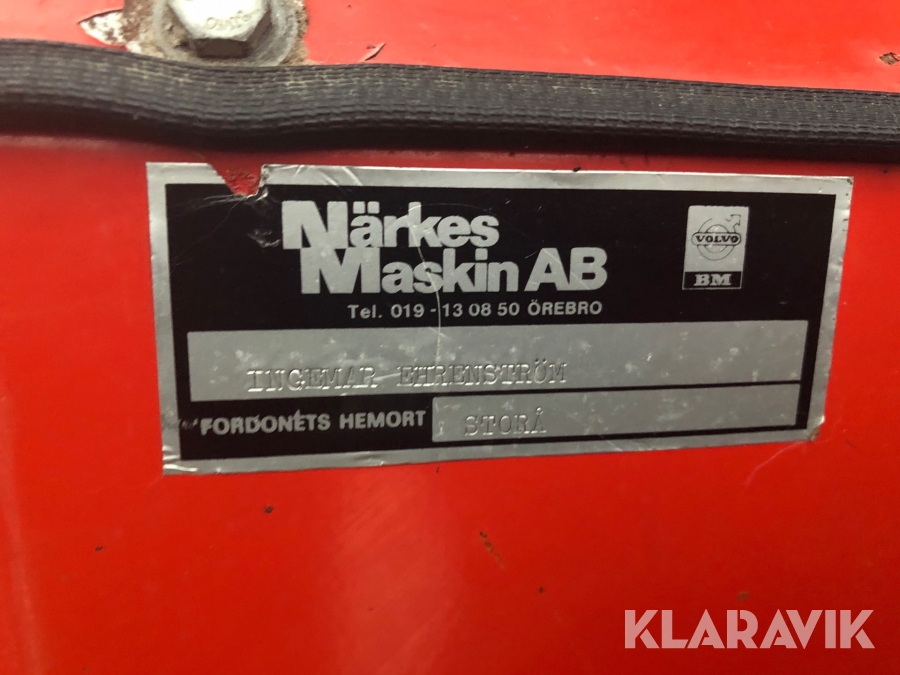 Närkes
Maskin AB
VOLVO
BM
Tel. 019 - 13 08 50 ÖREBRO
INGEMAR EHRENSTRÖM
FORDONETS HEMORT STORÅ
KLARAVIK